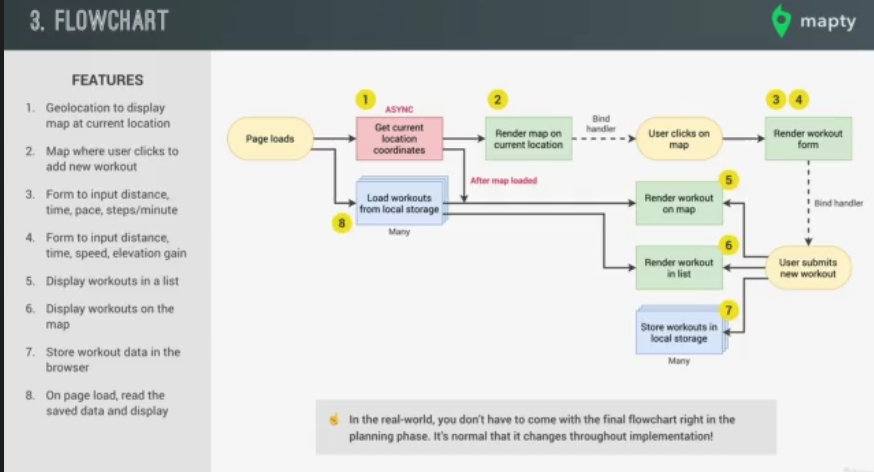 3. FLOWCHART
mapty
FEATURES
1. Geolocation to display
map at current location
2. Map where user clicks to
add new workout
3. Form to input distance,
time, pace, steps/minute
4. Form to input distance,
time, speed, elevation gain
5. Display workouts in a list
6. Display workouts on the
map
7. Store workout data in the
browser
8. On page load, read the
saved data and display
Page loads
1
ASYNC
Get current
location
coordinates
2
Render map on
current location
Bind
handler
User clicks on
map
3 4
Render workout
form
After map loaded
8
Load workouts
from local storage
Many
5
Render workout
on map
Bind handler
6
Render workout
in list
User submits
new workout
7
Store workouts in
local storage
Many
☝ In the real-world, you don't have to come with the final flowchart right in the
planning phase. It's normal that it changes throughout implementation!